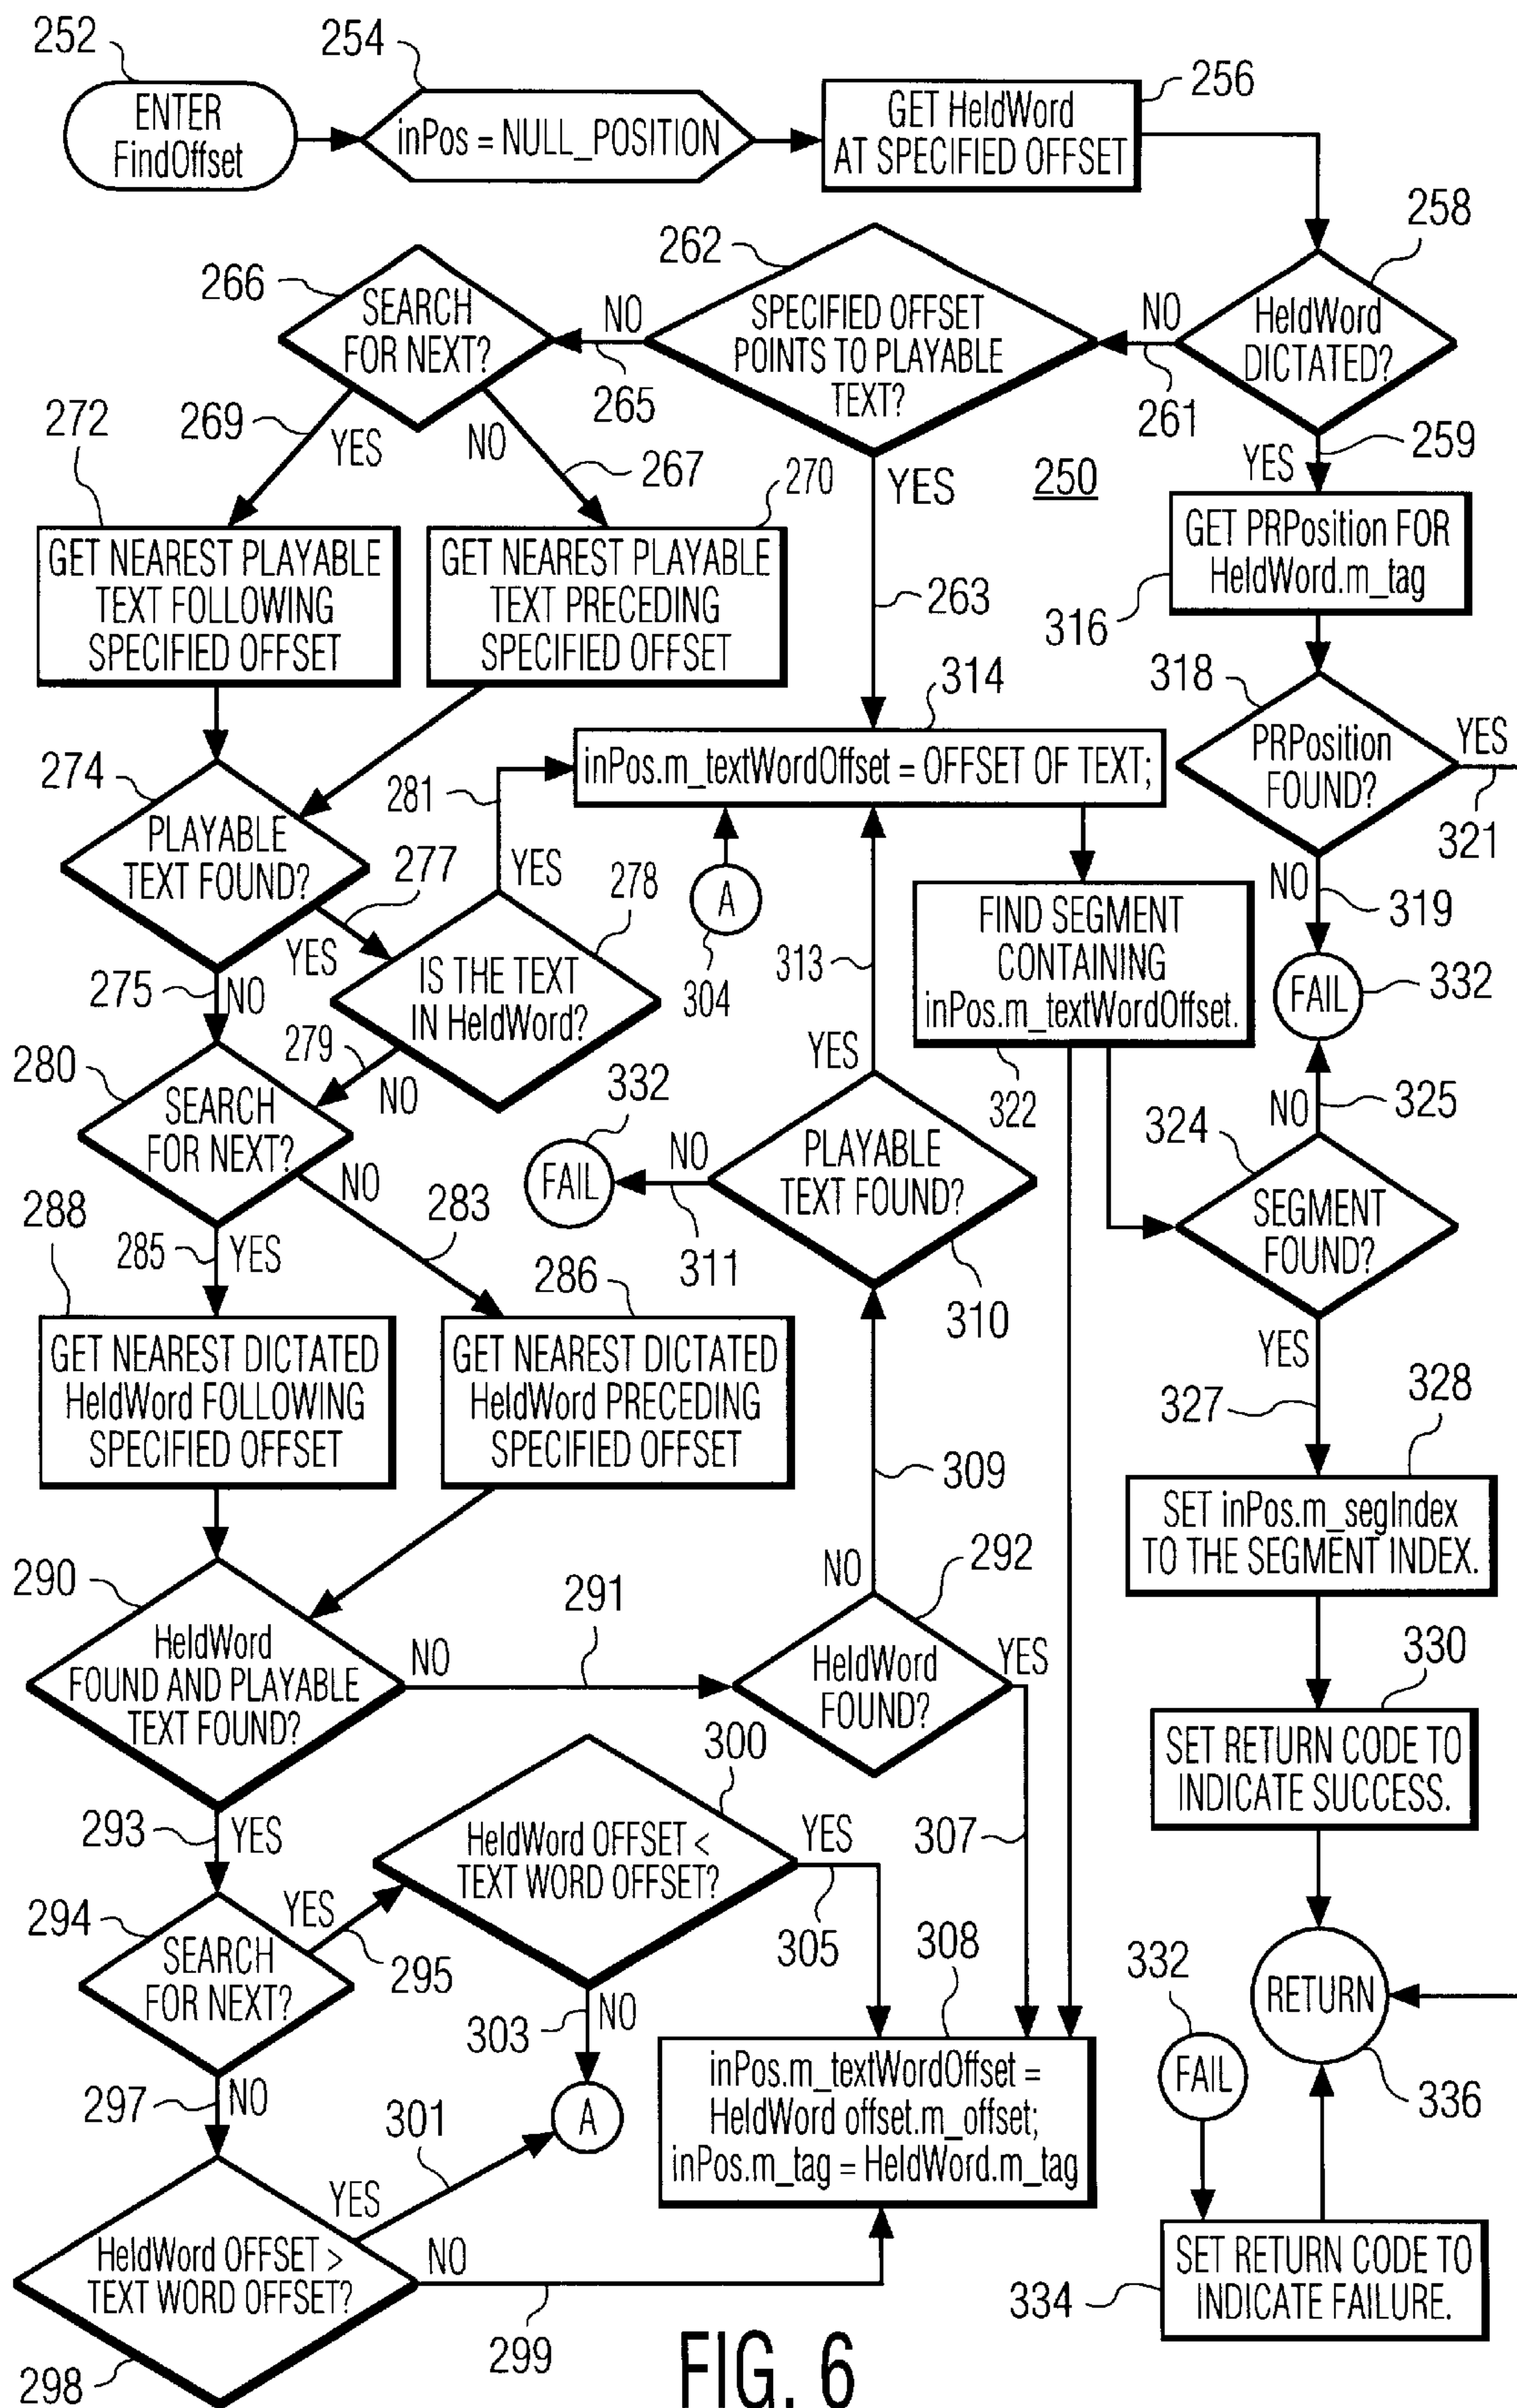 252
ENTER
FindOffset
254
inPos = NULL_POSITION
256
GET HeldWord
AT SPECIFIED OFFSET
258
HeldWord
DICTATED?
NO
261
YES
259
262
SPECIFIED OFFSET
POINTS TO PLAYABLE
TEXT?
NO
265
YES
263
250
266
SEARCH
FOR NEXT?
269
YES
NO
267
272
GET NEAREST PLAYABLE
TEXT FOLLOWING
SPECIFIED OFFSET
270
GET NEAREST PLAYABLE
TEXT PRECEDING
SPECIFIED OFFSET
GET PRPosition FOR
HeldWord.m_tag
316
318
PRPosition
FOUND?
YES
321
NO
319
FAIL
332
314
inPos.m_textWordOffset = OFFSET OF TEXT;
274
PLAYABLE
TEXT FOUND?
281
YES
277
YES
275
NO
278
IS THE TEXT
IN HeldWord?
279
NO
A
304
313
YES
FIND SEGMENT
CONTAINING
inPos.m_textWordOffset.
322
280
SEARCH
FOR NEXT?
NO
283
285
YES
332
FAIL
NO
311
PLAYABLE
TEXT FOUND?
310
324
NO
325
SEGMENT
FOUND?
YES
327
288
GET NEAREST DICTATED
HeldWord FOLLOWING
SPECIFIED OFFSET
286
GET NEAREST DICTATED
HeldWord PRECEDING
SPECIFIED OFFSET
309
328
SET inPos.m_segIndex
TO THE SEGMENT INDEX.
290
HeldWord
FOUND AND PLAYABLE
TEXT FOUND?
NO
291
NO
292
HeldWord
FOUND?
YES
307
330
SET RETURN CODE TO
INDICATE SUCCESS.
293
YES
300
HeldWord OFFSET <
TEXT WORD OFFSET?
YES
305
294
SEARCH
FOR NEXT?
YES
295
303
NO
A
297
NO
308
inPos.m_textWordOffset =
HeldWord offset.m_offset;
inPos.m_tag = HeldWord.m_tag
332
FAIL
RETURN
336
301
YES
HeldWord OFFSET >
TEXT WORD OFFSET?
298
NO
299
334
SET RETURN CODE TO
INDICATE FAILURE.
FIG. 6